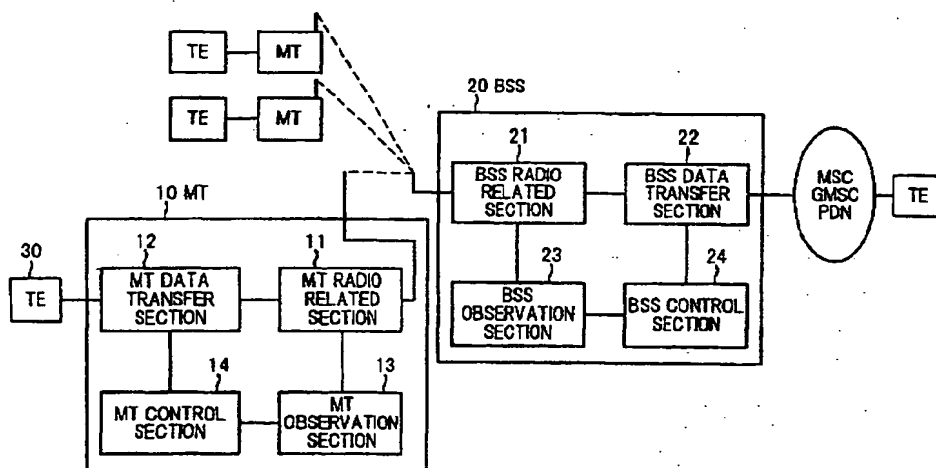 TE
MT
TE
MT
20 BSS
21
22
BSS RADIO
RELATED
SECTION
BSS DATA
TRANSFER
SECTION
MSC
GMSC
PDN
TE
23
24
BSS
OBSERVATION
SECTION
BSS CONTROL
SECTION
10 MT
30
12
11
TE
MT DATA
TRANSFER
SECTION
MT RADIO
RELATED
SECTION
14
13
MT CONTROL
SECTION
MT
OBSERVATION
SECTION